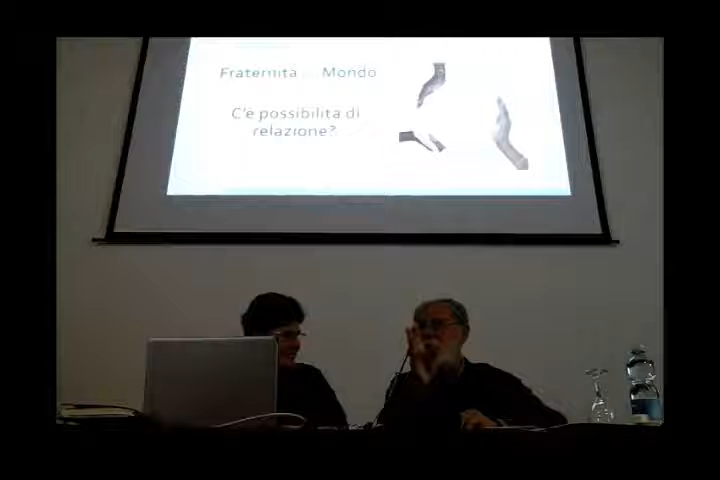 Fraternità ... Mondo
C'è possibilità di
relazione?